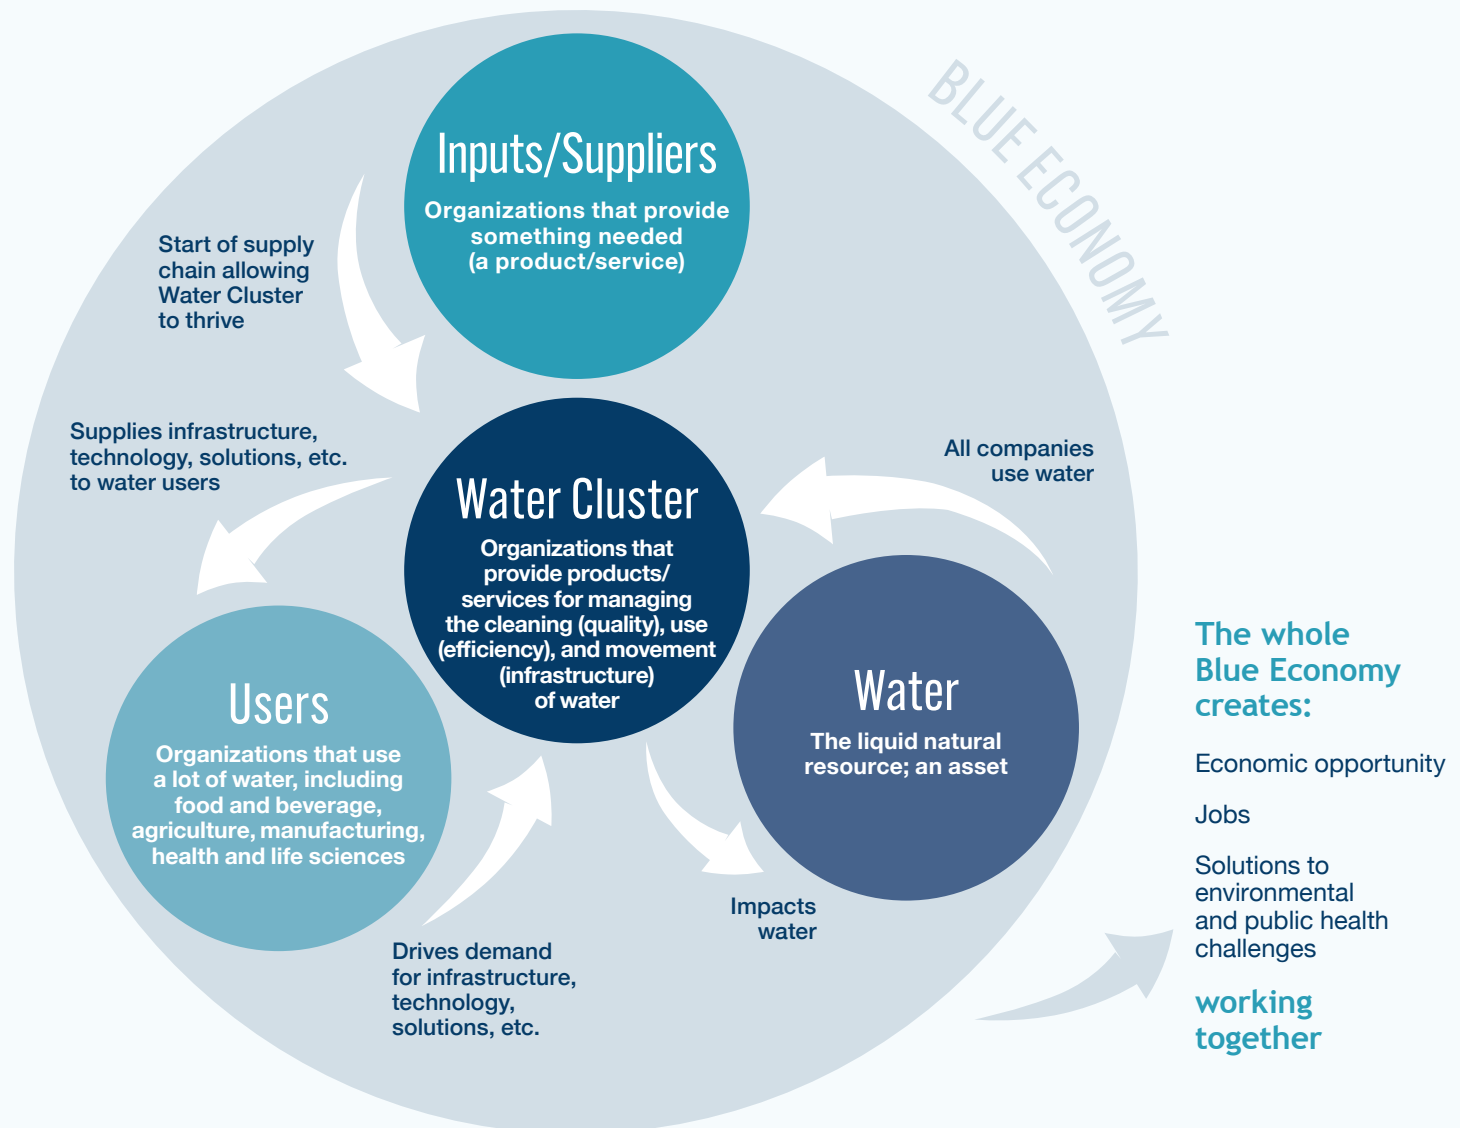 BLUE ECONOMY
Inputs/Suppliers
Organizations that provide
something needed
(a product/service)
Start of supply
chain allowing
Water Cluster
to thrive
Supplies infrastructure,
technology, solutions, etc.
to water users
Water Cluster
Organizations that
provide products/
services for managing
the cleaning (quality), use
(efficiency), and movement
(infrastructure)
of water
All companies
use water
Users
Organizations that use
a lot of water, including
food and beverage,
agriculture, manufacturing,
health and life sciences
Water
The liquid natural
resource; an asset
Impacts
water
Drives demand
for infrastructure,
technology,
solutions, etc.
The whole
Blue Economy
creates:
Economic opportunity
Jobs
Solutions to
environmental
and public health
challenges
working
together